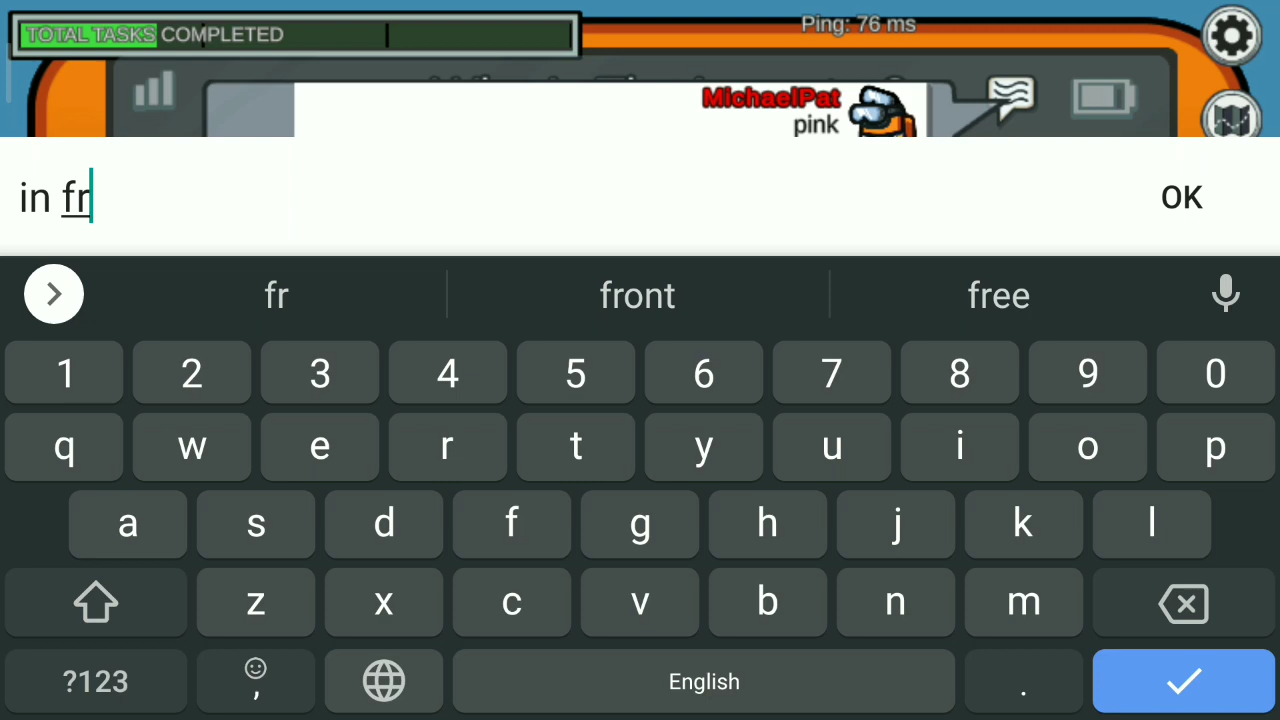 TOTAL TASKS COMPLETED
Ping: 76 ms
MichaelPat
pink
in fr
OK
fr front free
1 2 3 4 5 6 7 8 9 0
q w e r t y u i o p
a s d f g h j k l
z x c v b n m
?123 , English .